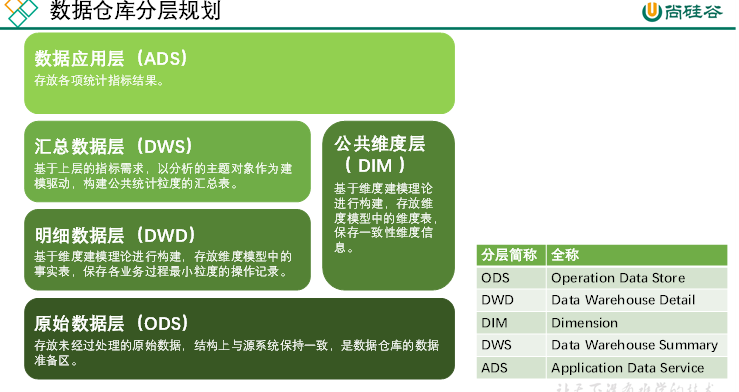 数据仓库分层规划
尚硅谷
数据应用层（ADS）
存放各项统计指标结果。
汇总数据层（DWS）
基于上层的指标需求，以分析的主题对象作为建
模驱动，构建公共统计粒度的汇总表。
公共维度层
（ DIM ）
基于维度建模理论
进行构建，存放维
度模型中的维度表，
保存一致性维度信
息。
明细数据层（DWD）
基于维度建模理论进行构建，存放维度模型中的
事实表，保存各业务过程最小粒度的操作记录。
原始数据层（ODS）
存放未经过处理的原始数据，结构上与源系统保持一致，是数据仓库的数据
准备区。
分层简称 全称
ODS Operation Data Store
DWD Data Warehouse Detail
DIM Dimension
DWS Data Warehouse Summary
ADS Application Data Service